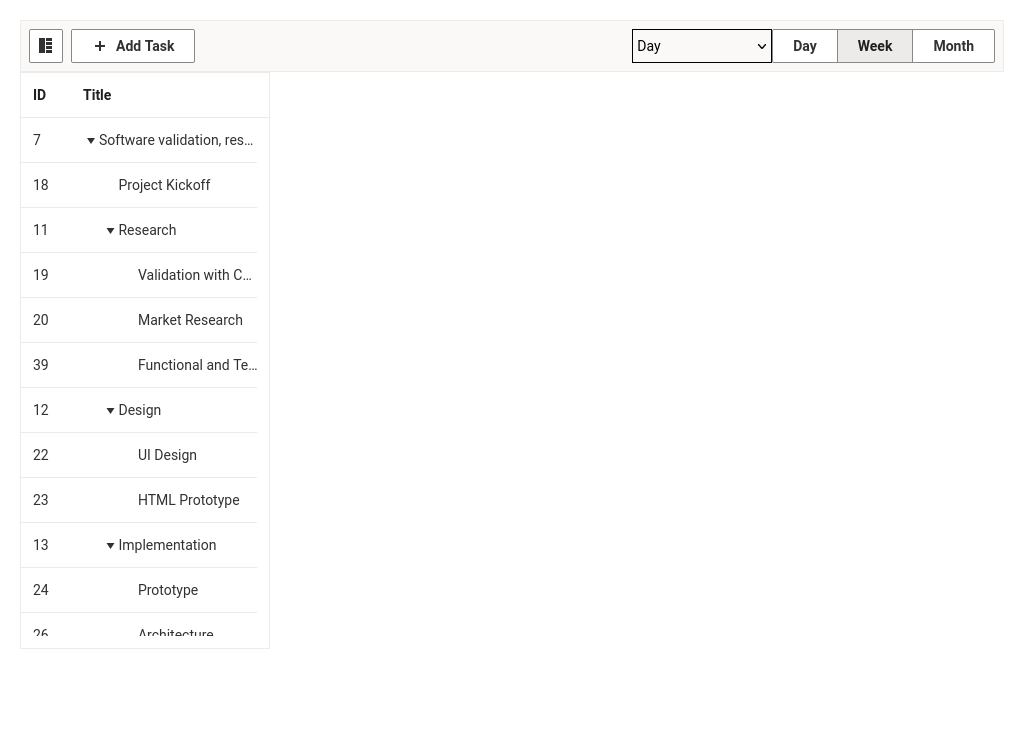 Add Task
Day
Day Week Month
ID Title
7 Software validation, res...
18 Project Kickoff
11 Research
19 Validation with C...
20 Market Research
39 Functional and Te...
12 Design
22 UI Design
23 HTML Prototype
13 Implementation
24 Prototype
26 Architecture